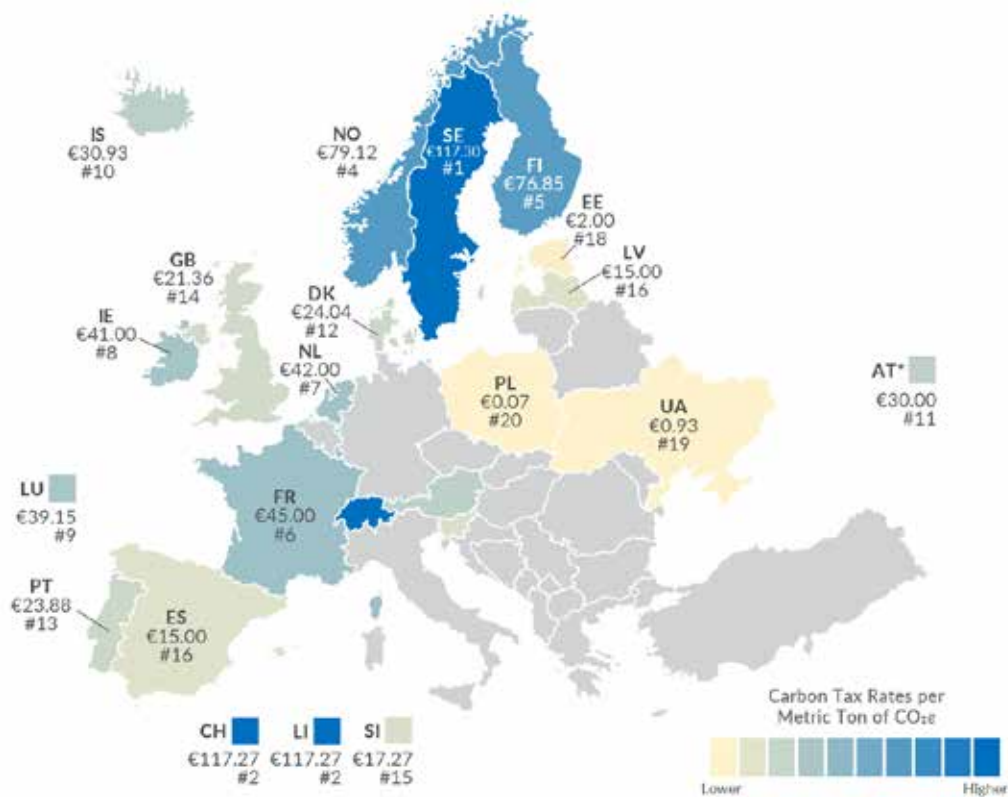 IS
€30.93
#10
NO
€79.12
#4
SE
€117.30
#1
FI
€76.85
#5
EE
€2.00
#18
LV
€15.00
#16
GB
€21.36
#14
IE
€41.00
#8
DK
€24.04
#12
NL
€42.00
#7
PL
€0.07
#20
UA
€0.93
#19
AT*
€30.00
#11
LU
€39.15
#9
FR
€45.00
#6
PT
€23.88
#13
ES
€15.00
#16
CH
€117.27
#2
LI
€117.27
#2
SI
€17.27
#15
Carbon Tax Rates per
Metric Ton of CO₂e
Lower
Higher